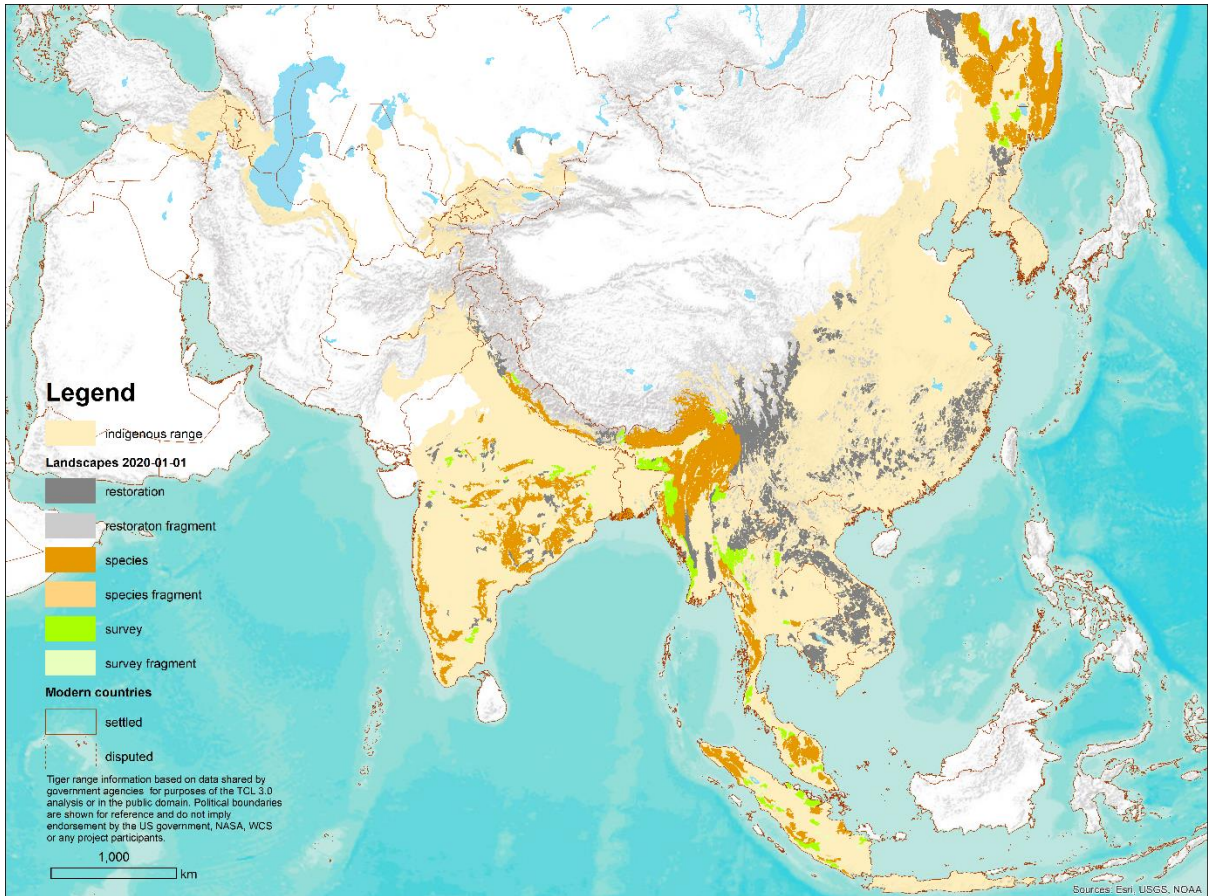 Legend
indigenous range
Landscapes 2020-01-01
restoration
restoraton fragment
species
species fragment
survey
survey fragment
Modern countries
settled
disputed
Tiger range information based on data shared by
government agencies for purposes of the TCL 3.0
analysis or in the public domain. Political boundaries
are shown for reference and do not imply
endorsement by the US government, NASA, WCS
or any project participants.
1,000
km
Sources: Esri, USGS, NOAA